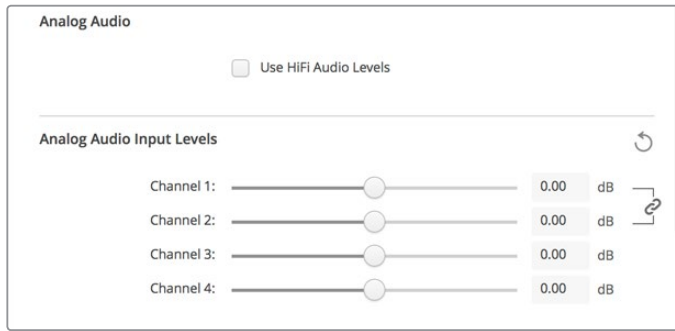 Analog Audio
Use HiFi Audio Levels
Analog Audio Input Levels
Channel 1: 0.00 dB
Channel 2: 0.00 dB
Channel 3: 0.00 dB
Channel 4: 0.00 dB